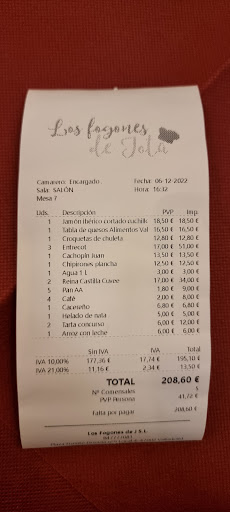 Los fogones
de Jota
Camarero: Encargado.
Fecha: 06-12-2022
Sala: SALÓN
Hora: 16:32
Mesa 7
Uds. Descripción PVP Imp.
1 Jamón ibérico cortado cuchillo 18,50 € 18,50 €
1 Tabla de quesos Alimentos Val 16,50 € 16,50 €
1 Croquetas de chuleta 12,80 € 12,80 €
3 Entrecot 17,00 € 51,00 €
1 Cachopin Juan 13,50 € 13,50 €
1 Chipirones plancha 12,50 € 12,50 €
1 Agua 1 L 3,00 € 3,00 €
2 Reina Castilla Cuvee 17,00 € 34,00 €
5 Pan AA 1,80 € 9,00 €
4 Café 2,00 € 8,00 €
1 Cacereño 6,80 € 6,80 €
1 Helado de nata 5,00 € 5,00 €
2 Tarta concurso 6,00 € 12,00 €
1 Arroz con leche 6,00 € 6,00 €
Sin IVA IVA Total
IVA 10,00% 177,36 € 17,74 € 195,10 €
IVA 21,00% 11,16 € 2,34 € 13,50 €
TOTAL 208,60 €
Nº Comensales 5
PVP Persona 41,72 €
Falta por pagar 208,60 €
Los Fogones de J S.L.